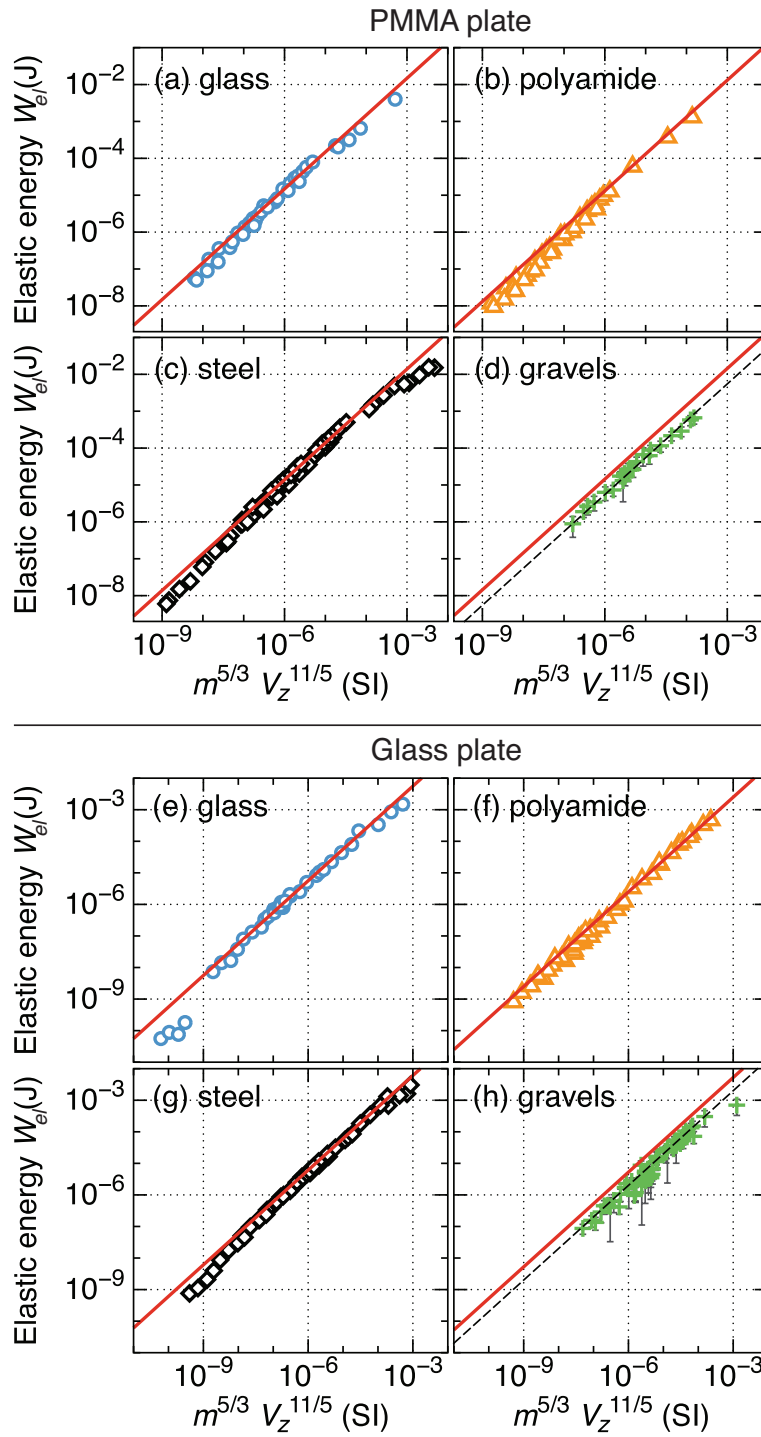 PMMA plate
(a) glass
(b) polyamide
Elastic energy W_el(J)
10⁻²
10⁻⁴
10⁻⁶
10⁻⁸
(c) steel
(d) gravels
Elastic energy W_el(J)
10⁻²
10⁻⁴
10⁻⁶
10⁻⁸
10⁻⁹ 10⁻⁶ 10⁻³ 10⁻⁹ 10⁻⁶ 10⁻³
m^5/3 V_z^11/5 (SI) m^5/3 V_z^11/5 (SI)
Glass plate
(e) glass
(f) polyamide
Elastic energy W_el(J)
10⁻³
10⁻⁶
10⁻⁹
(g) steel
(h) gravels
Elastic energy W_el(J)
10⁻³
10⁻⁶
10⁻⁹
10⁻⁹ 10⁻⁶ 10⁻³ 10⁻⁹ 10⁻⁶ 10⁻³
m^5/3 V_z^11/5 (SI) m^5/3 V_z^11/5 (SI)